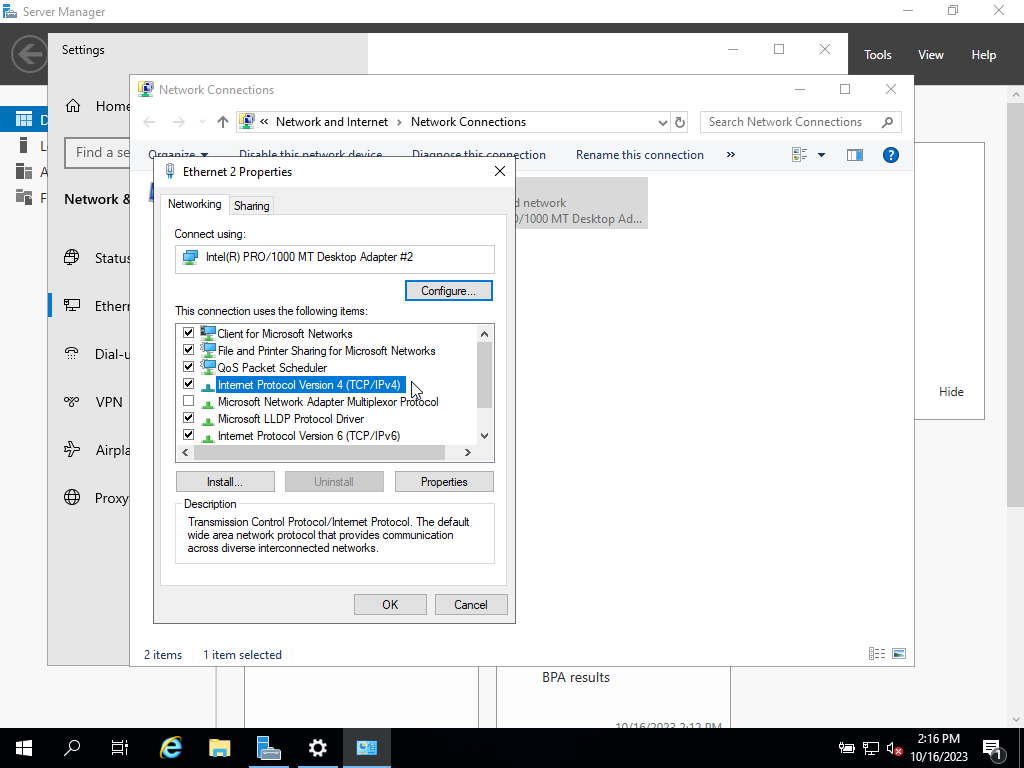 Server Manager
Settings
Tools View Help
Network Connections
Home
Network and Internet
Network Connections
Search Network Connections
Find a se
Organize
Disable this network device
Diagnose this connection
Rename this connection
»
Ethernet 2 Properties
Networking
Sharing
d network
O/1000 MT Desktop Ad...
Network &
Connect using:
Intel(R) PRO/1000 MT Desktop Adapter #2
Status
Configure...
This connection uses the following items:
Ethern
Client for Microsoft Networks
File and Printer Sharing for Microsoft Networks
Dial-u
QoS Packet Scheduler
Internet Protocol Version 4 (TCP/IPv4)
Microsoft Network Adapter Multiplexor Protocol
VPN
Microsoft LLDP Protocol Driver
Internet Protocol Version 6 (TCP/IPv6)
Hide
Airpla
Install...
Uninstall
Properties
Proxy
Description
Transmission Control Protocol/Internet Protocol. The default
wide area network protocol that provides communication
across diverse interconnected networks.
OK
Cancel
2 items
1 item selected
BPA results
10/16/2023 2:12 PM
2:16 PM
10/16/2023
1